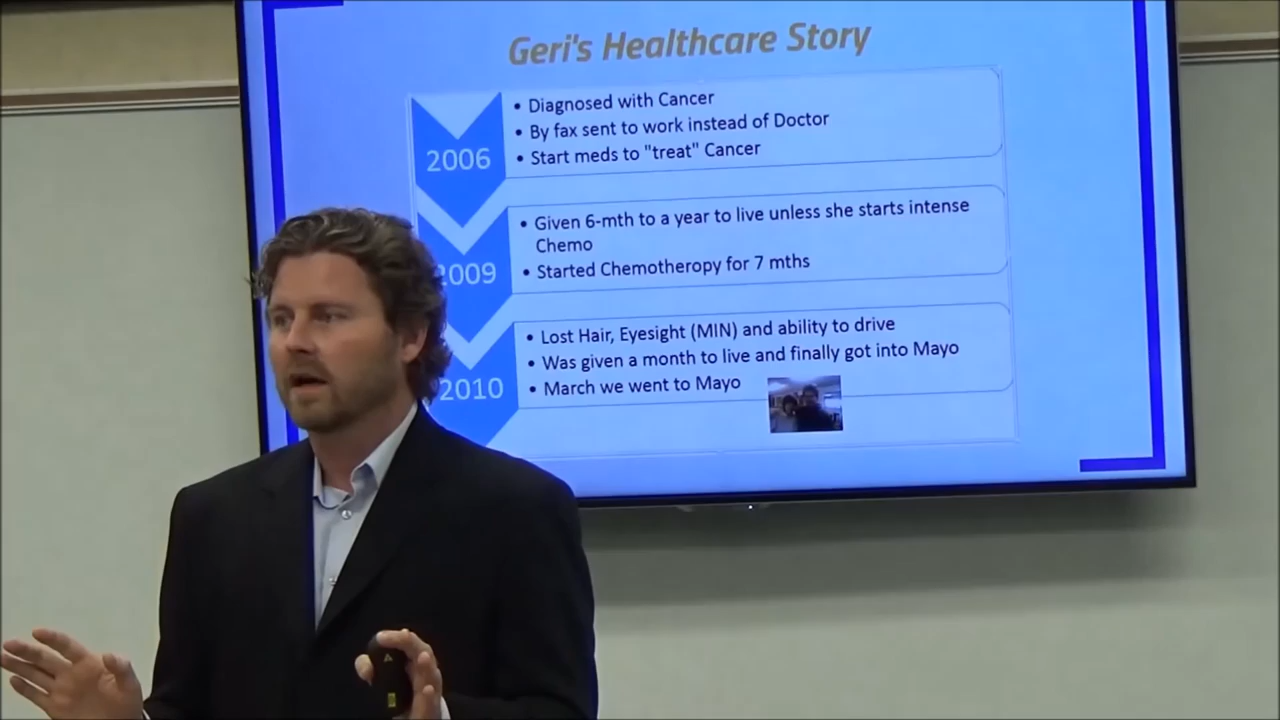 Geri's Healthcare Story
2006
• Diagnosed with Cancer
• By fax sent to work instead of Doctor
• Start meds to "treat" Cancer
2009
• Given 6-mth to a year to live unless she starts intense
Chemo
• Started Chemotheropy for 7 mths
2010
• Lost Hair, Eyesight (MIN) and ability to drive
• Was given a month to live and finally got into Mayo
• March we went to Mayo